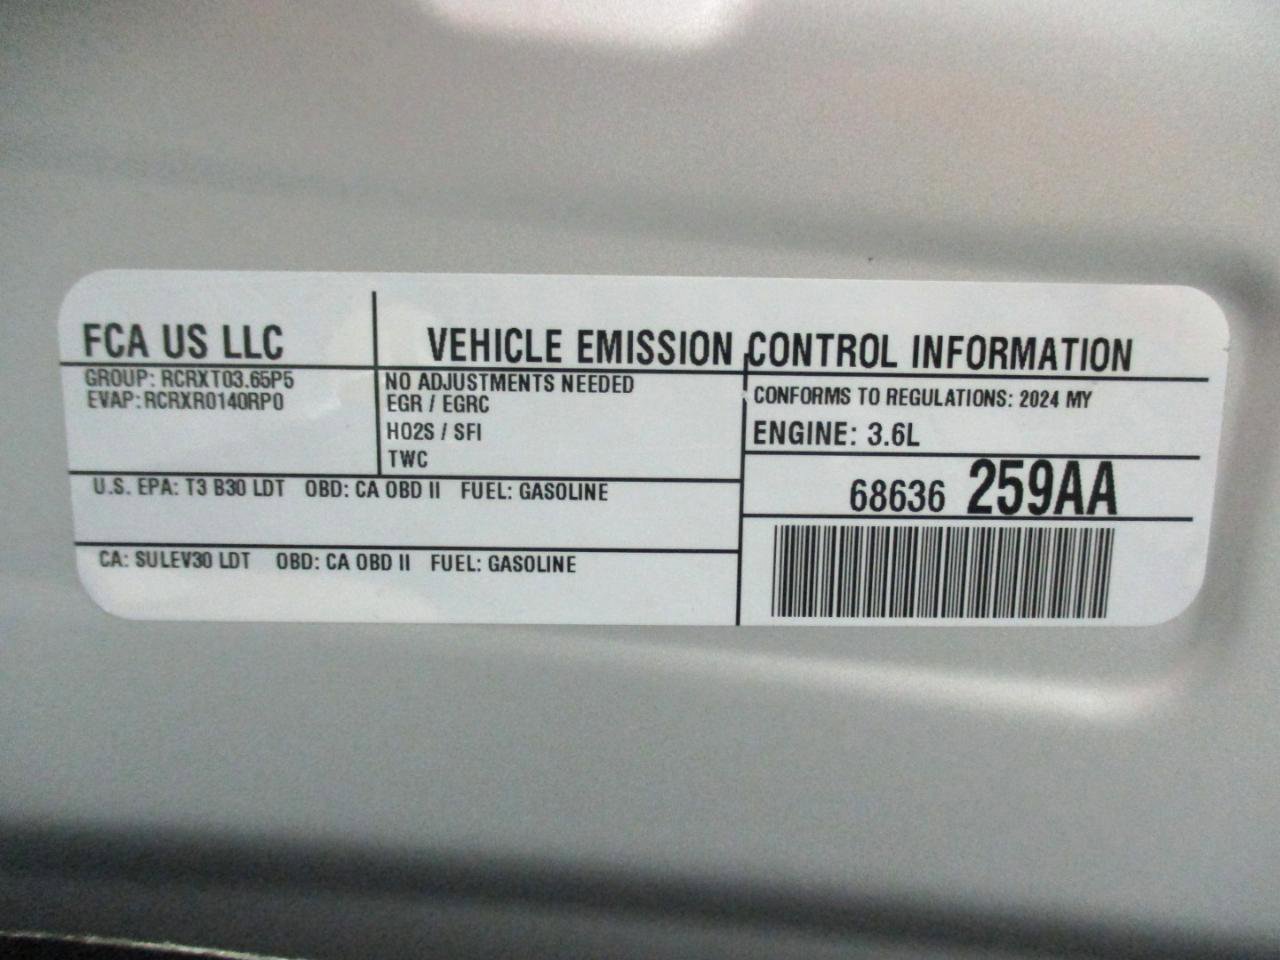 FCA US LLC
VEHICLE EMISSION CONTROL INFORMATION
GROUP: RCRXT03.65P5
EVAP: RCRXR0140RP0
NO ADJUSTMENTS NEEDED
EGR / EGRC
HO2S / SFI
TWC
CONFORMS TO REGULATIONS: 2024 MY
ENGINE: 3.6L
68636 259AA
U.S. EPA: T3 B30 LDT OBD: CA OBD II FUEL: GASOLINE
CA: SULEV30 LDT OBD: CA OBD II FUEL: GASOLINE